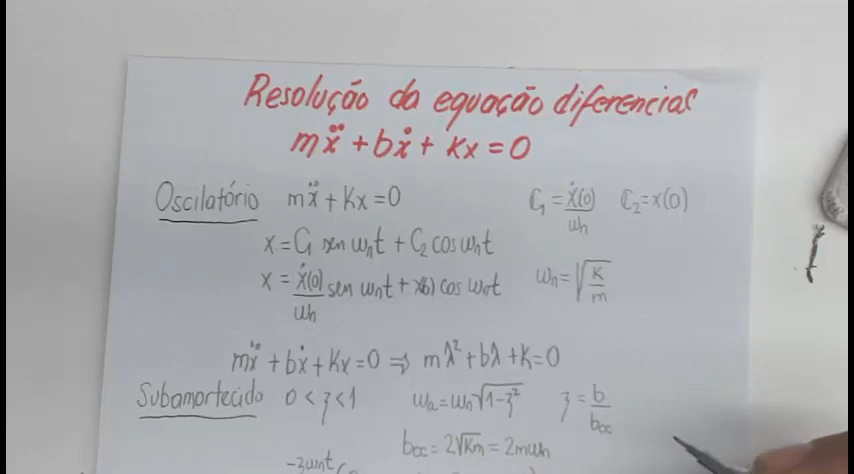 Resolução da equação diferencial
mẍ + bẋ + Kx = 0
Oscilatório mẍ + Kx = 0 C₁ = ẋ(0)/ωn C₂ = x(0)
x = C₁ sen ωnt + C₂ cos ωnt
x = ẋ(0)/ωn sen ωnt + x(0) cos ωnt ωn = √(K/m)
mẍ + bẋ + Kx = 0 ⇒ mλ² + bλ + K = 0
Subamortecido 0 < ζ < 1 ωa = ωn√(1-ζ²) ζ = b/bcc
bcc = 2√Km = 2mωn